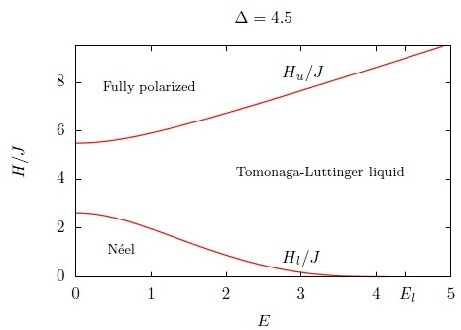 Δ = 4.5
H_u/J
8
Fully polarized
6
H/J
4
Tomonaga-Luttinger liquid
2
Néel
H_l/J
0
0 1 2 3 4 E_l 5
E